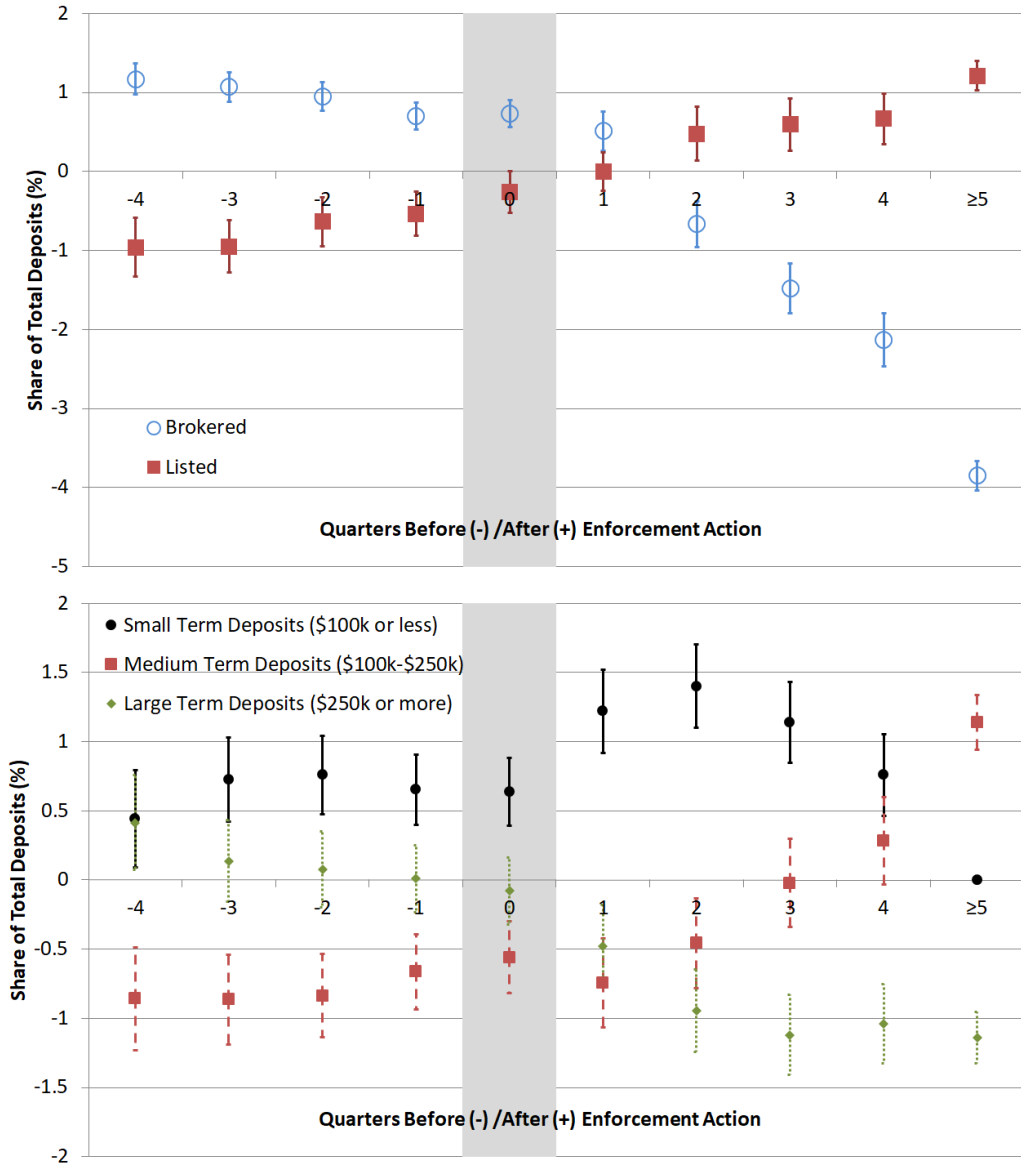 2
1
0
-1
-2
-3
-4
-5
Share of Total Deposits (%)
-4 -3 -2 -1 0 1 2 3 4 ≥5
Brokered
Listed
Quarters Before (-) /After (+) Enforcement Action
2
1.5
1
0.5
0
-0.5
-1
-1.5
-2
Share of Total Deposits (%)
Small Term Deposits ($100k or less)
Medium Term Deposits ($100k-$250k)
Large Term Deposits ($250k or more)
-4 -3 -2 -1 0 1 2 3 4 ≥5
Quarters Before (-) /After (+) Enforcement Action